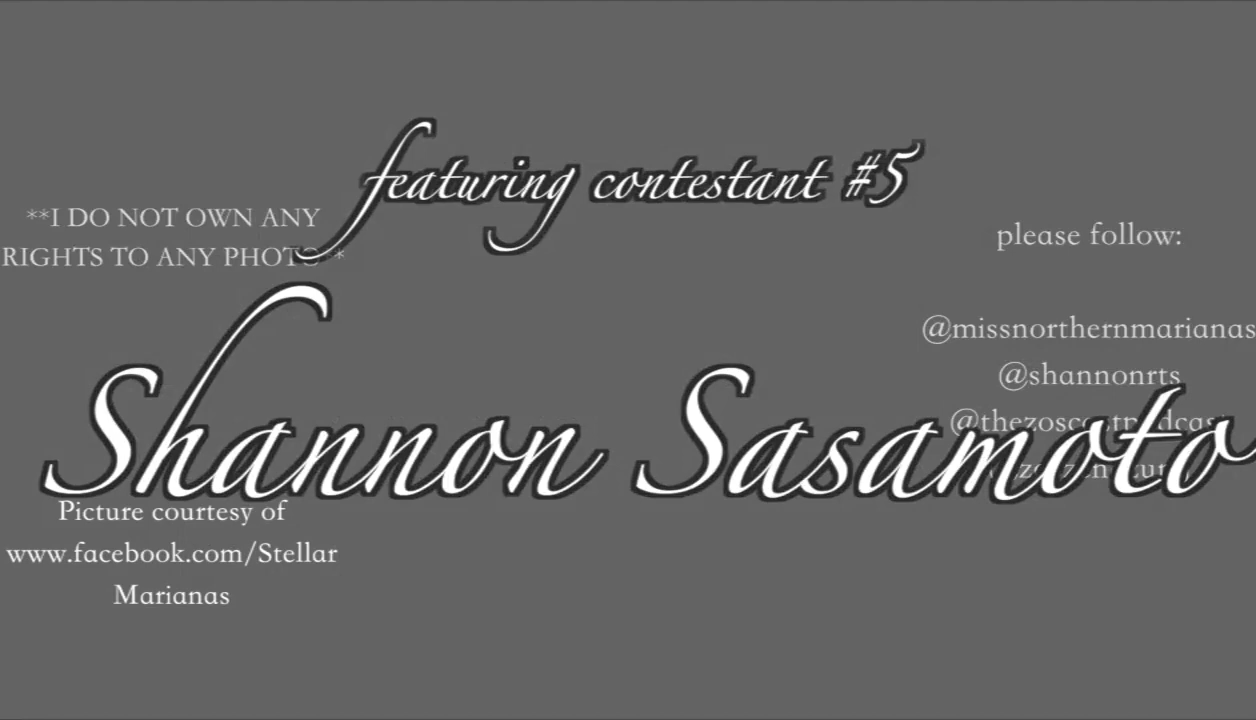 featuring contestant #5
**I DO NOT OWN ANY
RIGHTS TO ANY PHOTO**
Shannon Sasamoto
Picture courtesy of
www.facebook.com/Stellar
Marianas
please follow:
@missnorthernmarianas
@shannonrts